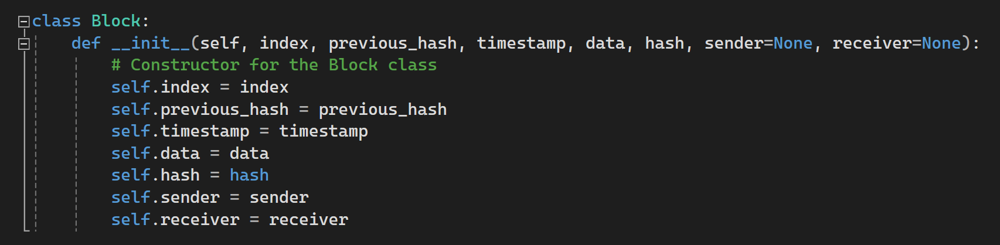 class Block:
    def __init__(self, index, previous_hash, timestamp, data, hash, sender=None, receiver=None):
        # Constructor for the Block class
        self.index = index
        self.previous_hash = previous_hash
        self.timestamp = timestamp
        self.data = data
        self.hash = hash
        self.sender = sender
        self.receiver = receiver